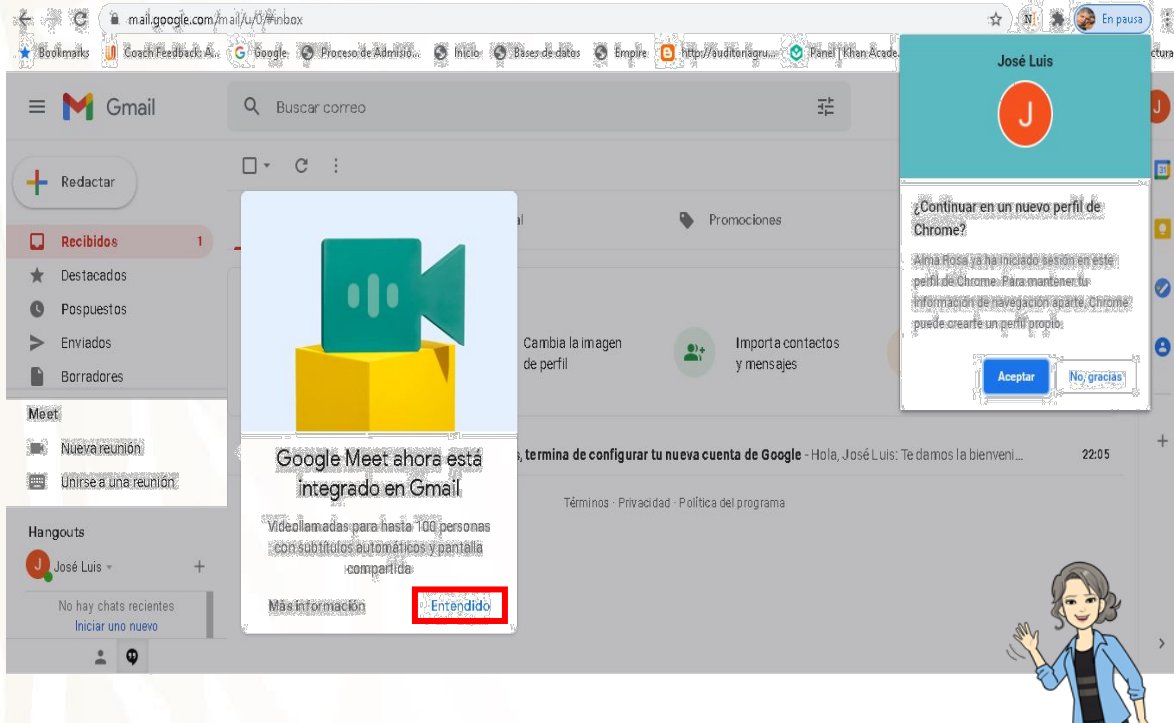 mail.google.com/mail/u/0/#inbox
N
En pausa
Bookmarks
Coach Feedback: A...
Google
Proceso de Admisió...
Inicio
Bases de datos
Empire
http://auditoriagru...
Panel | Khan Acade...
ctura
Gmail
Buscar correo
José Luis
J
J
Redactar
Recibidos 1
Destacados
Pospuestos
Enviados
Borradores
al
Promociones
¿Continuar en un nuevo perfil de
Chrome?
Alma Rosa ya ha iniciado sesión en este
perfil de Chrome. Para mantener tu
información de navegación aparte, Chrome
puede crearte un perfil propio.
Aceptar
No, gracias
31
Cambia la imagen
de perfil
Importa contactos
y mensajes
Meet
Nueva reunión
Unirse a una reunión
Google Meet ahora está
integrado en Gmail
Videollamadas para hasta 100 personas
con subtítulos automáticos y pantalla
compartida
Más información
Entendido
, termina de configurar tu nueva cuenta de Google - Hola, José Luis: Te damos la bienveni... 22:05
Términos · Privacidad · Política del programa
Hangouts
J
José Luis
No hay chats recientes
Iniciar uno nuevo